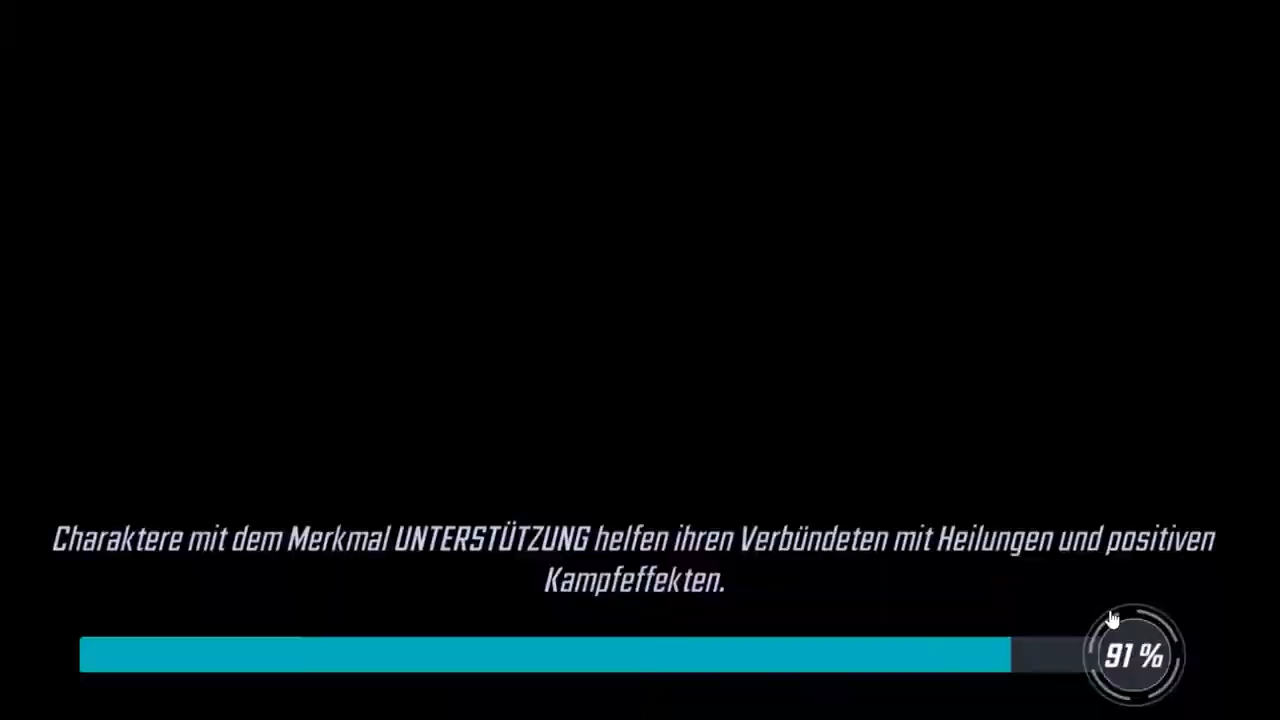 Charaktere mit dem Merkmal UNTERSTÜTZUNG helfen ihren Verbündeten mit Heilungen und positiven
Kampfeffekten.
91 %